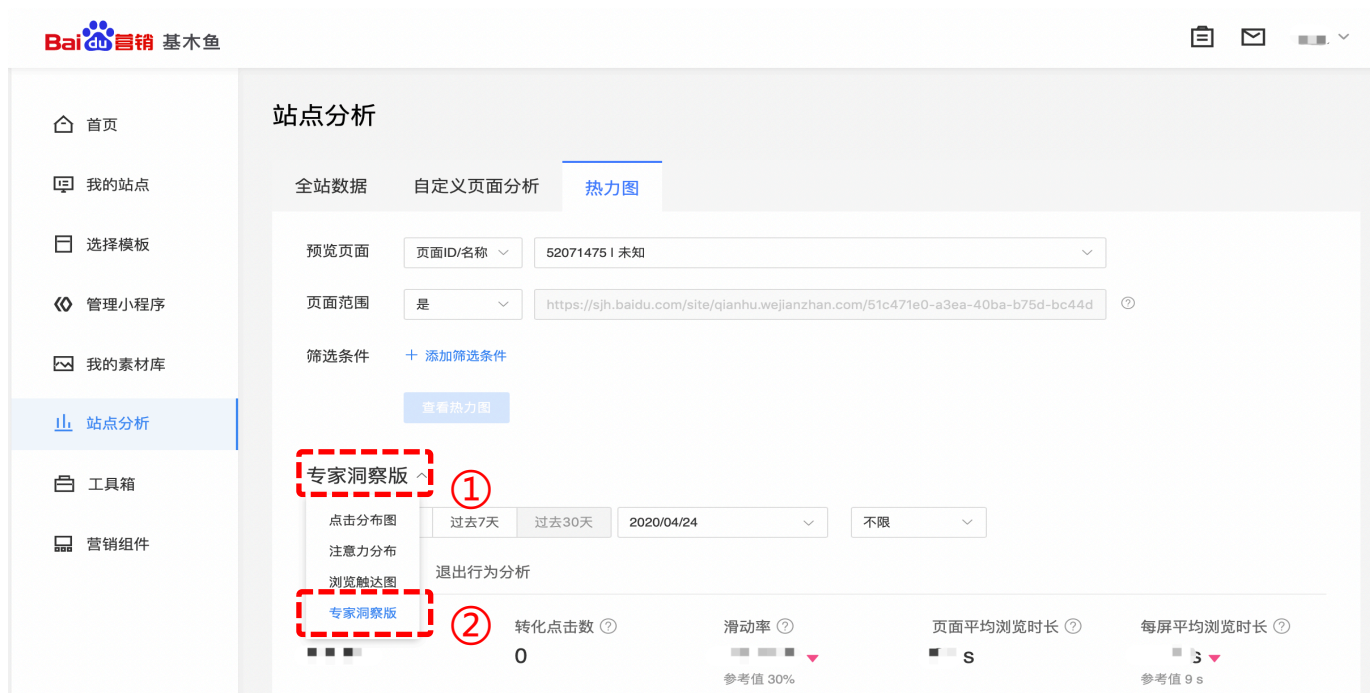 Bai du 营销 基木鱼
站点分析
首页
我的站点
选择模板
管理小程序
我的素材库
站点分析
工具箱
营销组件
全站数据 自定义页面分析 热力图
预览页面 页面ID/名称 52071475 | 未知
页面范围 是 https://sjh.baidu.com/site/qianhu.wejianzhan.com/51c471e0-a3ea-40ba-b75d-bc44d
筛选条件 + 添加筛选条件
查看热力图
专家洞察版 ①
点击分布图 过去7天 过去30天 2020/04/24 不限
注意力分布
浏览触达图 退出行为分析
专家洞察版 ②
转化点击数 滑动率 页面平均浏览时长 每屏平均浏览时长
0 s s
参考值 30% 参考值 9 s